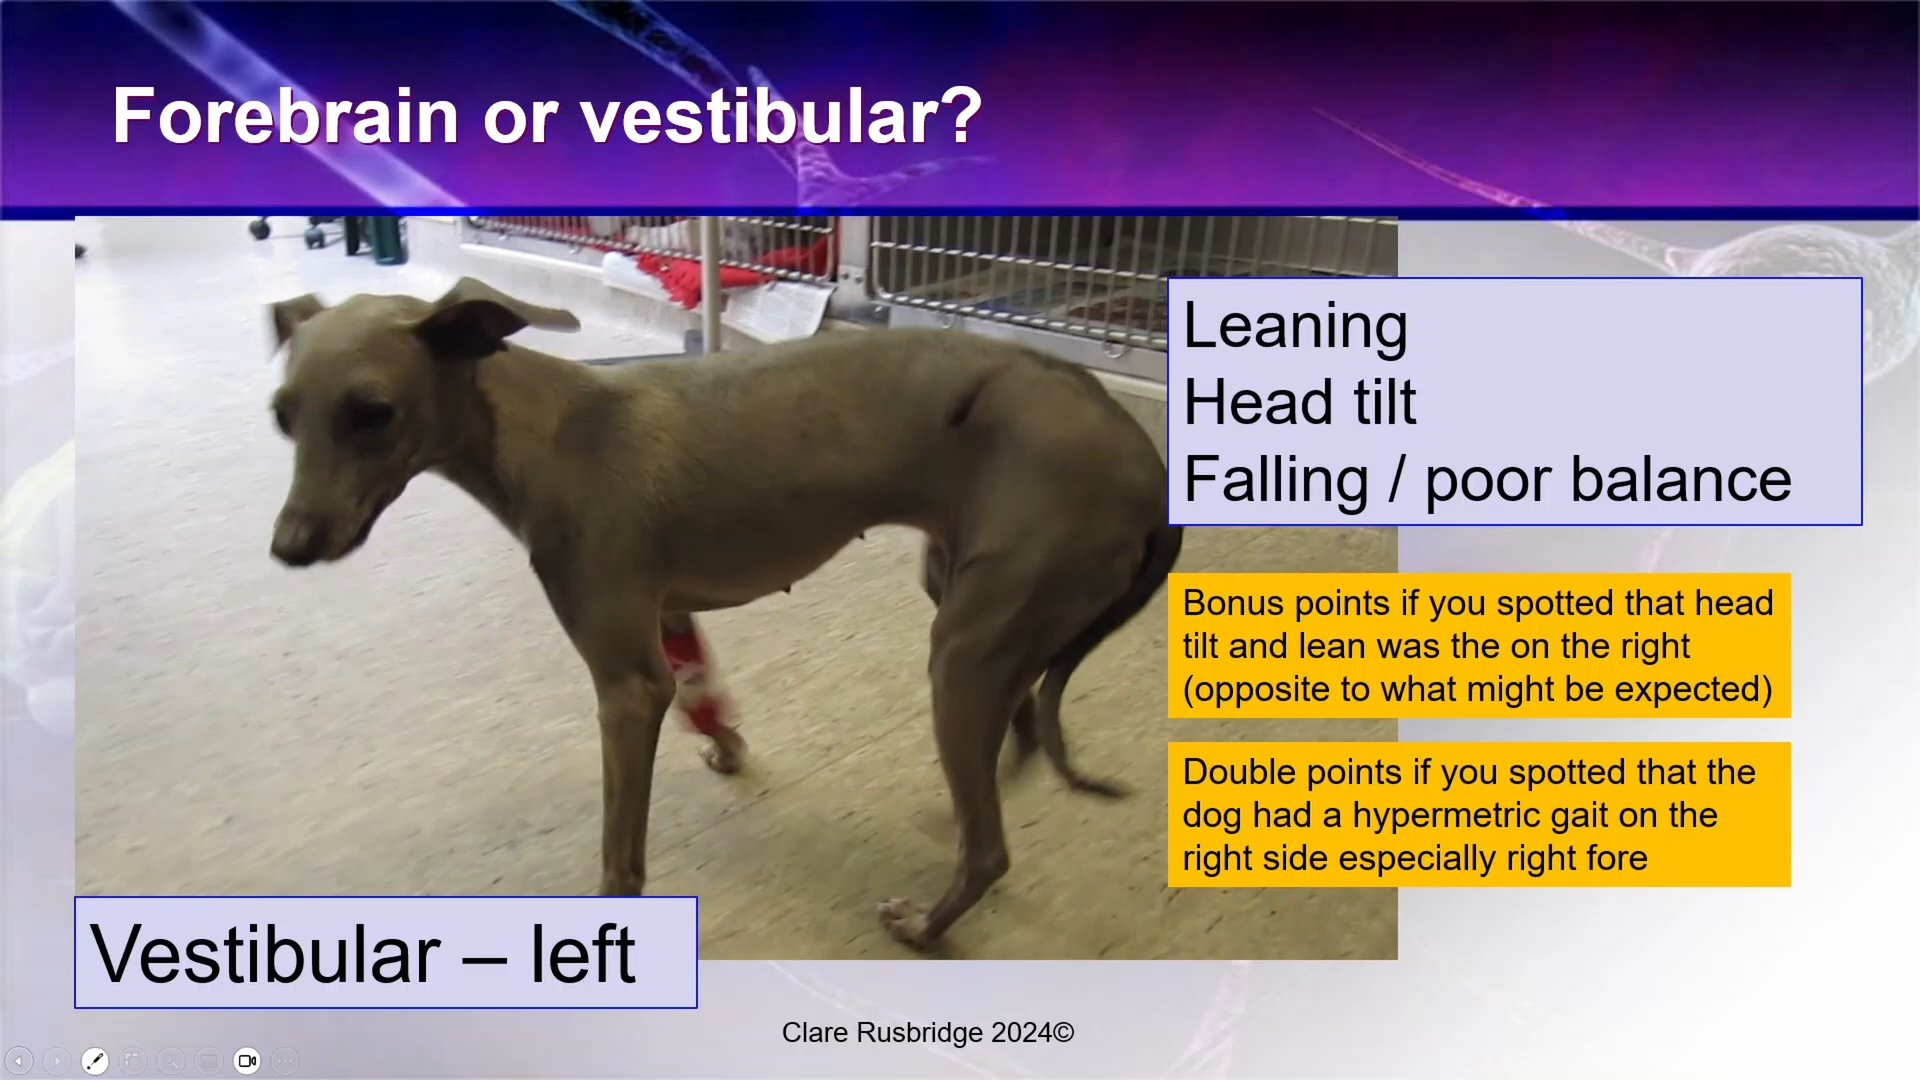 Forebrain or vestibular?
Leaning
Head tilt
Falling / poor balance
Bonus points if you spotted that head
tilt and lean was the on the right
(opposite to what might be expected)
Double points if you spotted that the
dog had a hypermetric gait on the
right side especially right fore
Vestibular – left
Clare Rusbridge 2024©